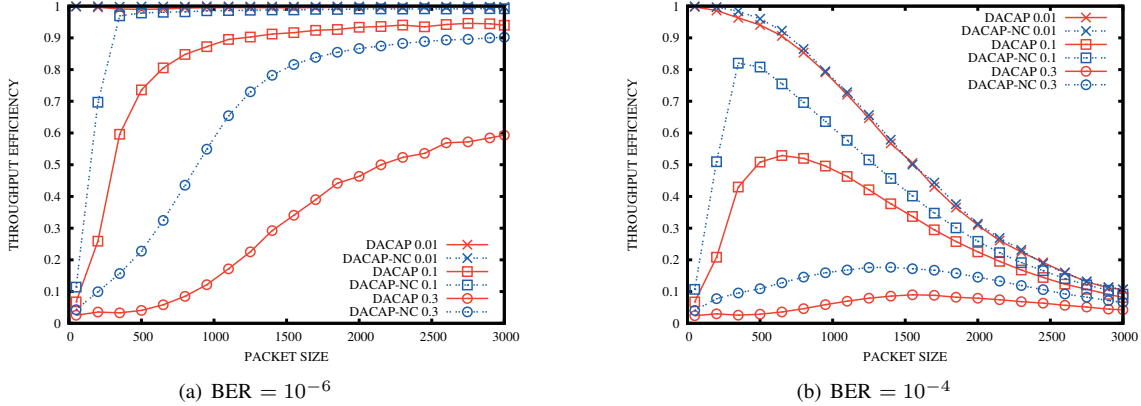 THROUGHPUT EFFICIENCY
1
0.9
0.8
0.7
0.6
0.5
0.4
0.3
0.2
0.1
0
0 500 1000 1500 2000 2500 3000
PACKET SIZE
DACAP 0.01
DACAP-NC 0.01
DACAP 0.1
DACAP-NC 0.1
DACAP 0.3
DACAP-NC 0.3
(a) BER = 10⁻⁶
THROUGHPUT EFFICIENCY
1
0.9
0.8
0.7
0.6
0.5
0.4
0.3
0.2
0.1
0
0 500 1000 1500 2000 2500 3000
PACKET SIZE
DACAP 0.01
DACAP-NC 0.01
DACAP 0.1
DACAP-NC 0.1
DACAP 0.3
DACAP-NC 0.3
(b) BER = 10⁻⁴